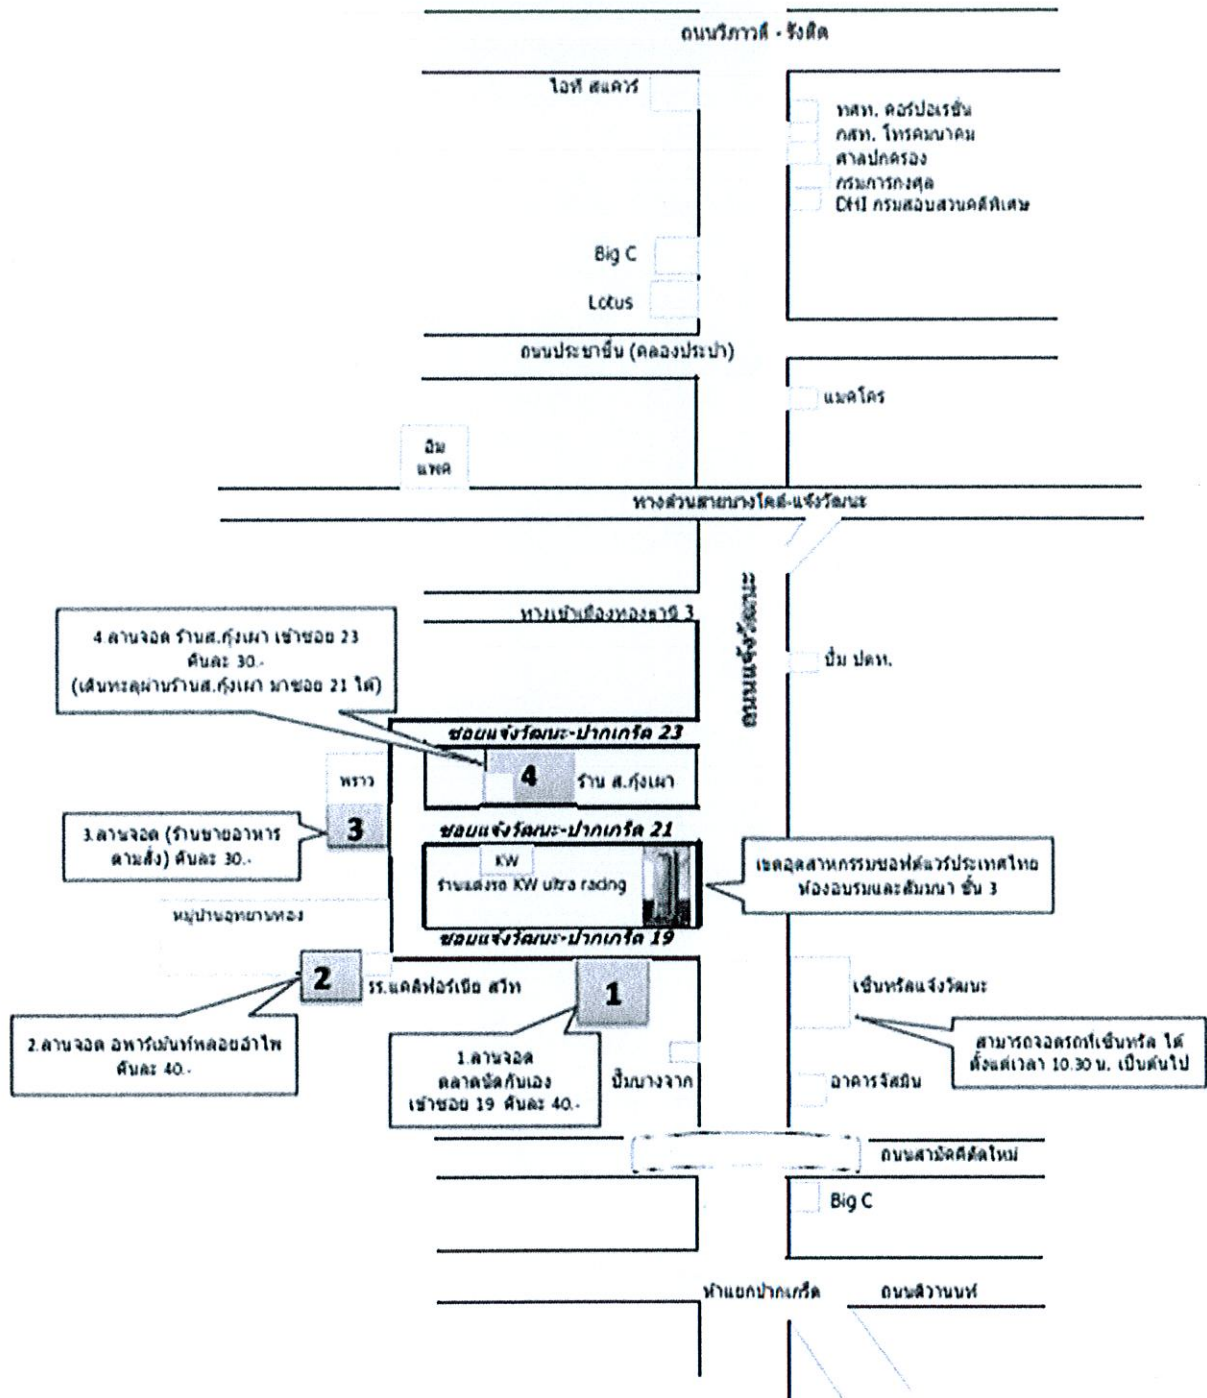 ถนนวิภาวดี - รังสิต
ไอที สแควร์
ทศท. คอร์ปอเรชั่น
กสท. โทรคมนาคม
ศาลปกครอง
กรมการกงศุล
DHI กรมสอบสวนคดีพิเศษ
Big C
Lotus
ถนนประชาชื่น (คลองประปา)
แมคโคร
อิม
แพค
ทางด่วนสายบางโคล่-แจ้งวัฒนะ
ถนนแจ้งวัฒนะ
ทางเข้าเมืองทองธานี 3
4.ลานจอด ร้านส.กุ้งเผา เข้าซอย 23
คันละ 30.-
(เดินทะลุผ่านร้านส.กุ้งเผา มาซอย 21 ได้)
ปั๊ม ปตท.
ซอยแจ้งวัฒนะ-ปากเกร็ด 23
4
ร้าน ส.กุ้งเผา
พราว
3
3.ลานจอด (ร้านขายอาหาร
ตามสั่ง) คันละ 30.-
ซอยแจ้งวัฒนะ-ปากเกร็ด 21
KW
ร้านแต่งรถ KW ultra racing
เขตอุตสาหกรรมซอฟต์แวร์ประเทศไทย
ห้องอบรมและสัมมนา ชั้น 3
หมู่บ้านอุทยานทอง
ซอยแจ้งวัฒนะ-ปากเกร็ด 19
2
รร.แคลิฟอร์เนีย สวีท
1
เซ็นทรัลแจ้งวัฒนะ
2.ลานจอด อพาร์เม้นท์พลอยอำไพ
คันละ 40.-
1.ลานจอด
ตลาดนัดกันเอง
เข้าซอย 19 คันละ 40.-
ปั๊มบางจาก
สามารถจอดรถที่เซ็นทรัล ได้
ตั้งแต่เวลา 10.30 น. เป็นต้นไป
อาคารจัสมิน
ถนนสามัคคีตัดใหม่
Big C
ห้าแยกปากเกร็ด
ถนนติวานนท์